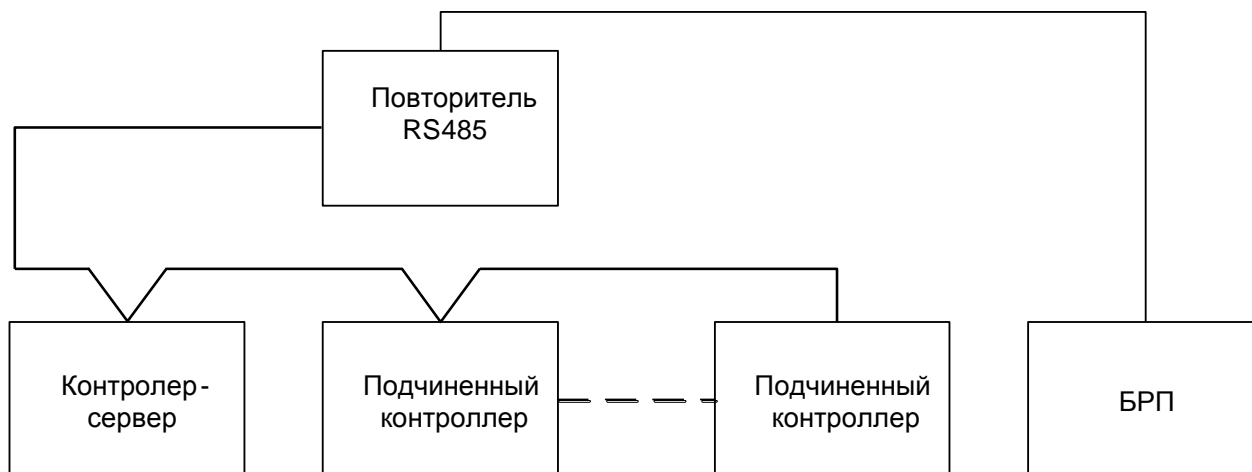 Повторитель
RS485
Контролер-
сервер
Подчиненный
контроллер
Подчиненный
контроллер
БРП